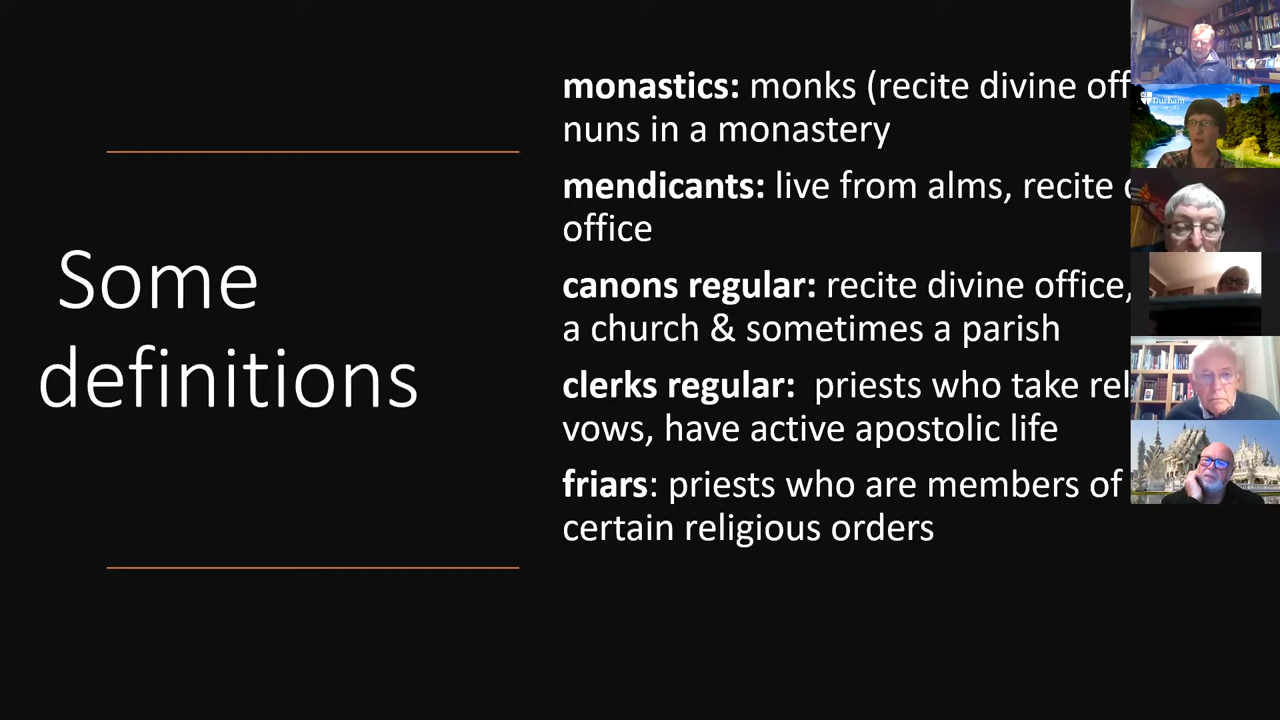 Some
definitions
monastics: monks (recite divine
nuns in a monastery
mendicants: live from alms, recite
office
canons regular: recite divine office,
a church & sometimes a parish
clerks regular: priests who take
vows, have active apostolic life
friars: priests who are members of
certain religious orders
Durham
University